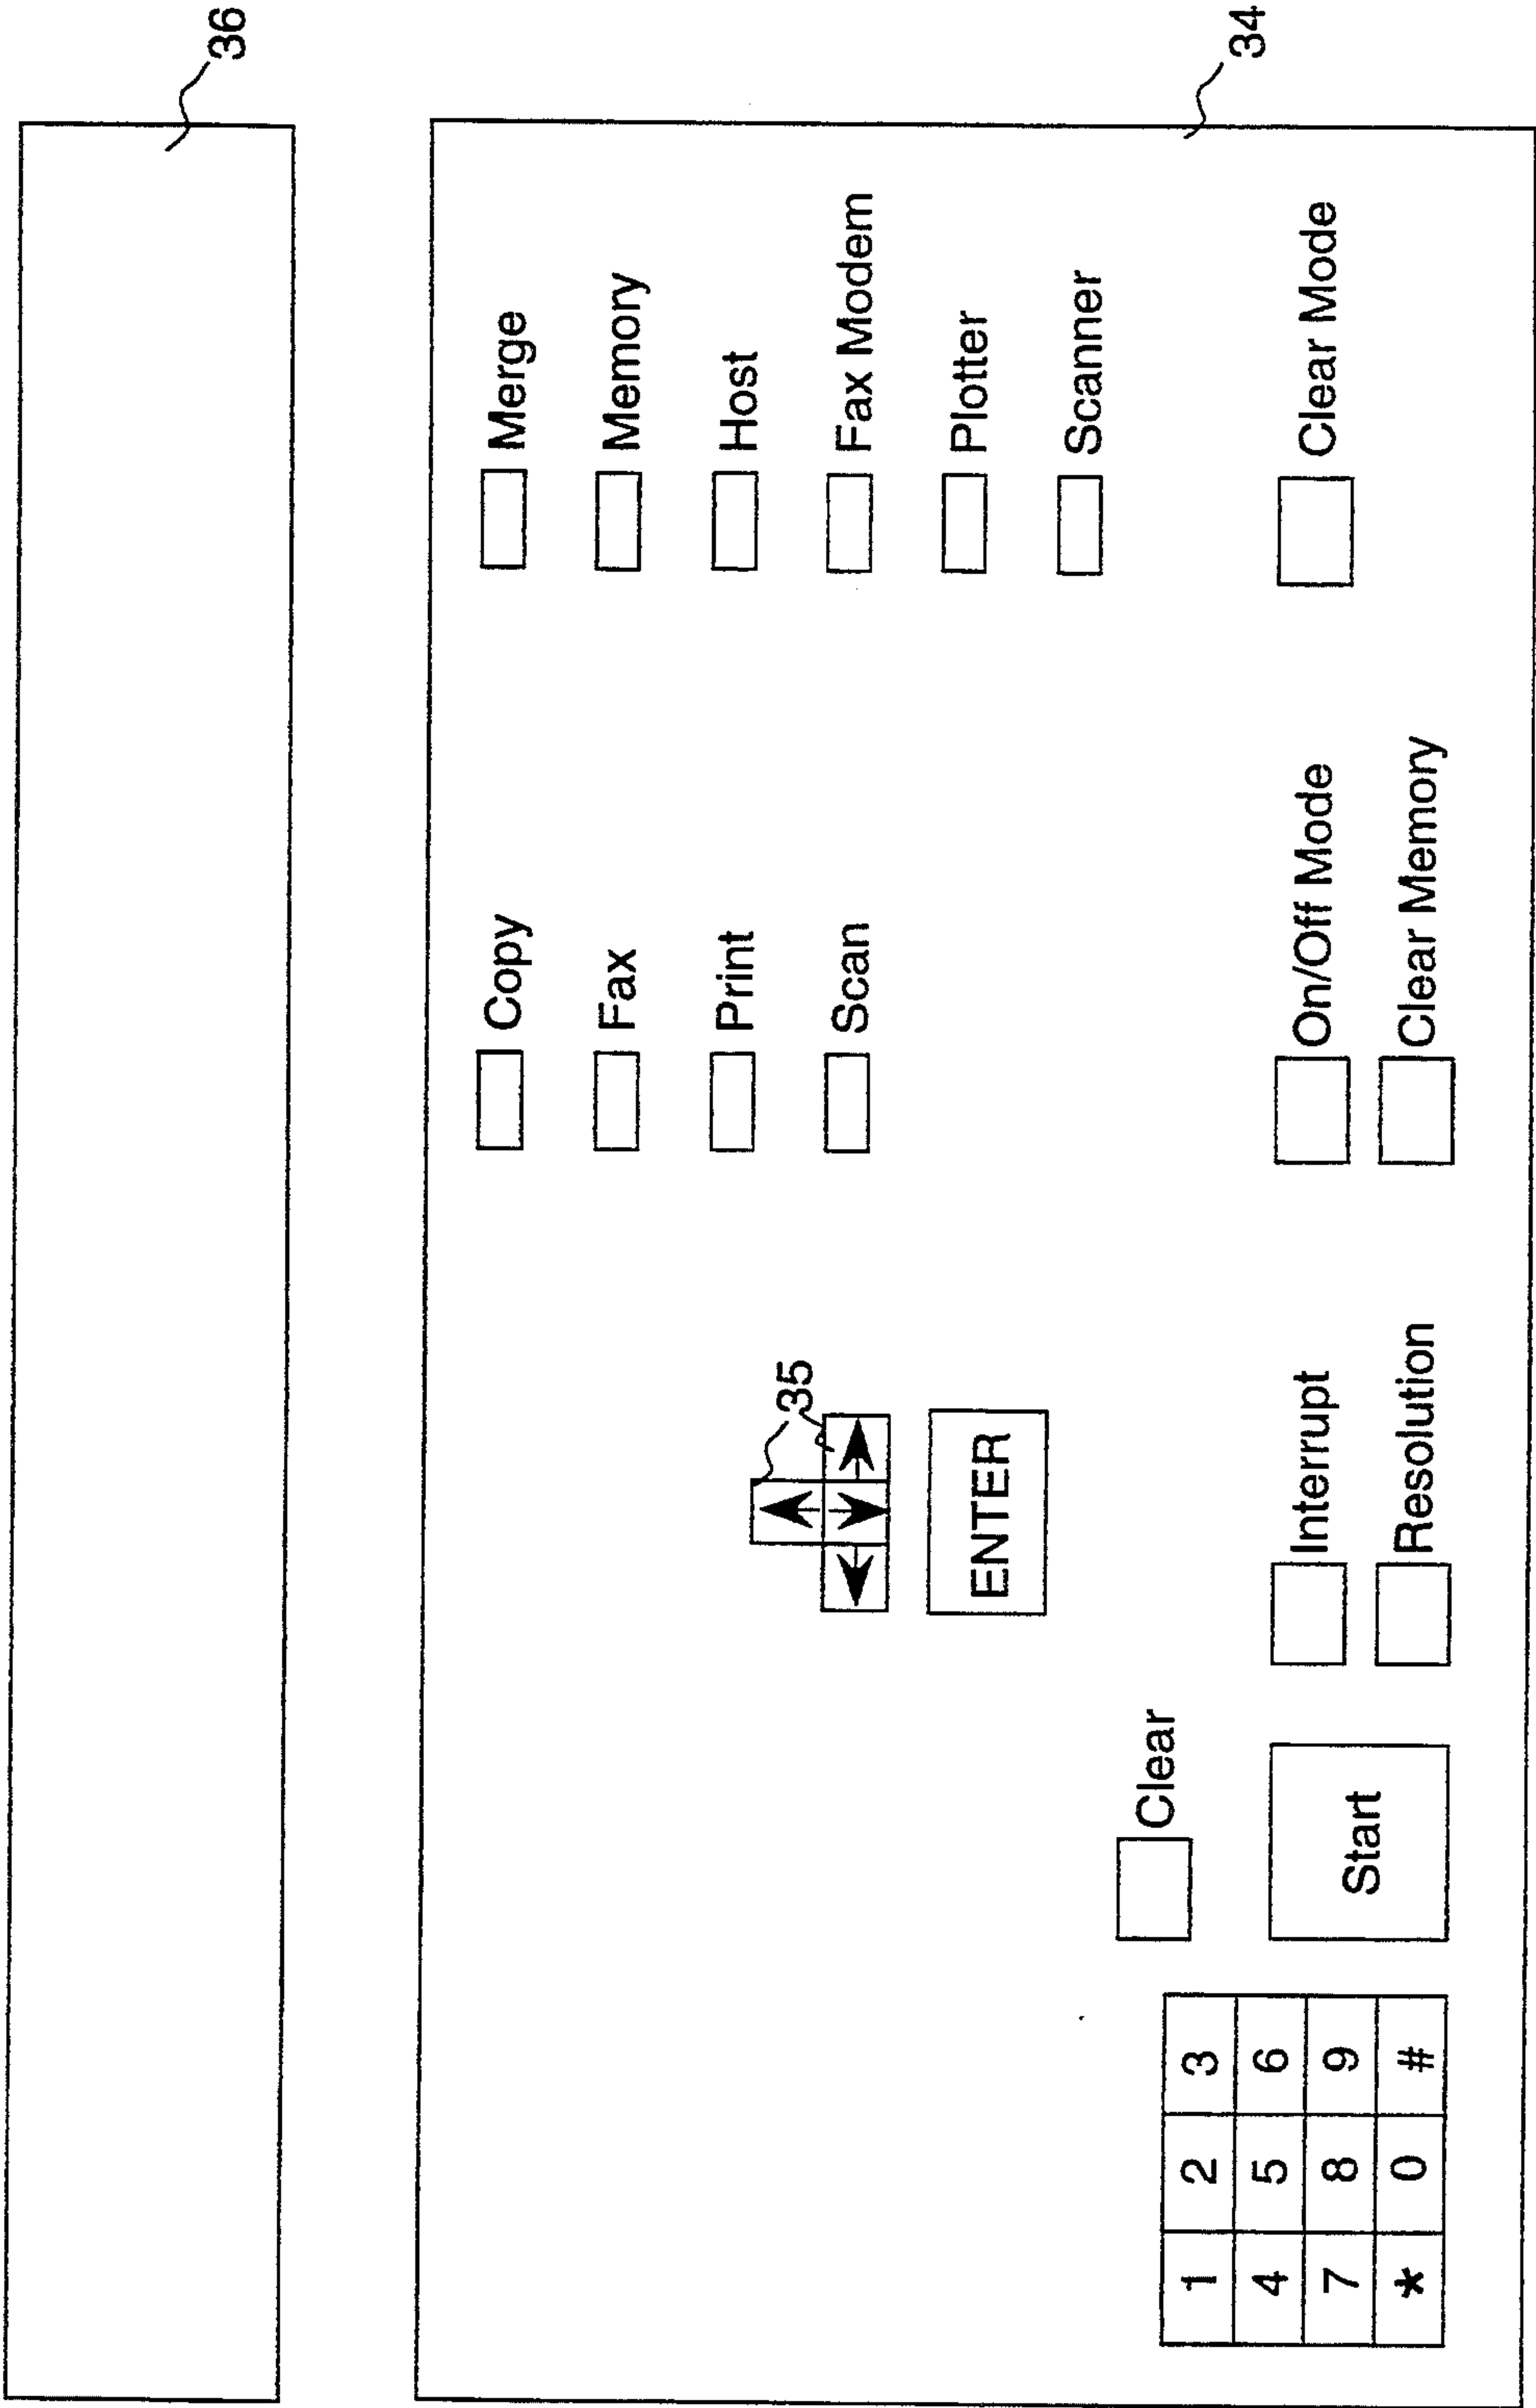 36
34
Copy
Merge
Fax
Memory
Print
Host
35
Scan
Fax Modem
Plotter
ENTER
Scanner
Clear
1 2 3
4 5 6
7 8 9
* 0 #
Start
Interrupt
On/Off Mode
Clear Mode
Resolution
Clear Memory